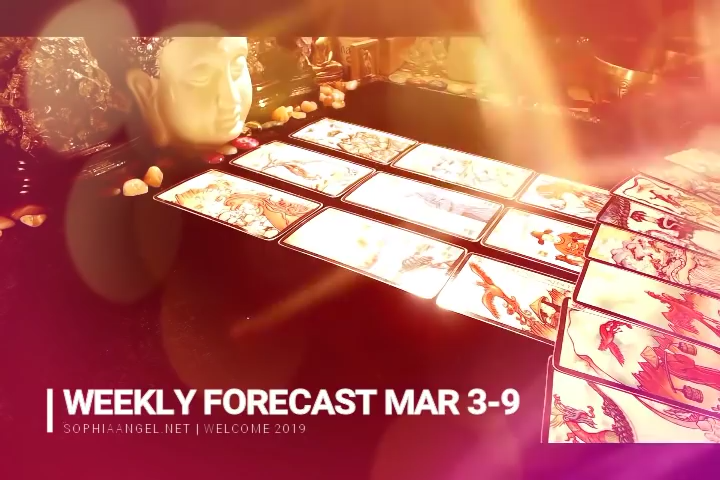 WEEKLY FORECAST MAR 3-9
SOPHIAANGEL.NET | WELCOME 2019